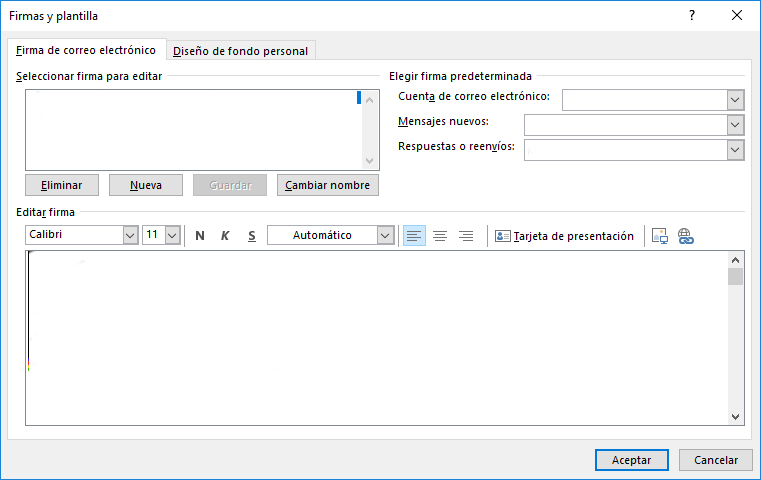 Firmas y plantilla
Firma de correo electrónico
Diseño de fondo personal
Seleccionar firma para editar
Eliminar
Nueva
Guardar
Cambiar nombre
Elegir firma predeterminada
Cuenta de correo electrónico:
Mensajes nuevos:
Respuestas o reenvíos:
Editar firma
Calibri 11 N K S Automático Tarjeta de presentación
Aceptar Cancelar